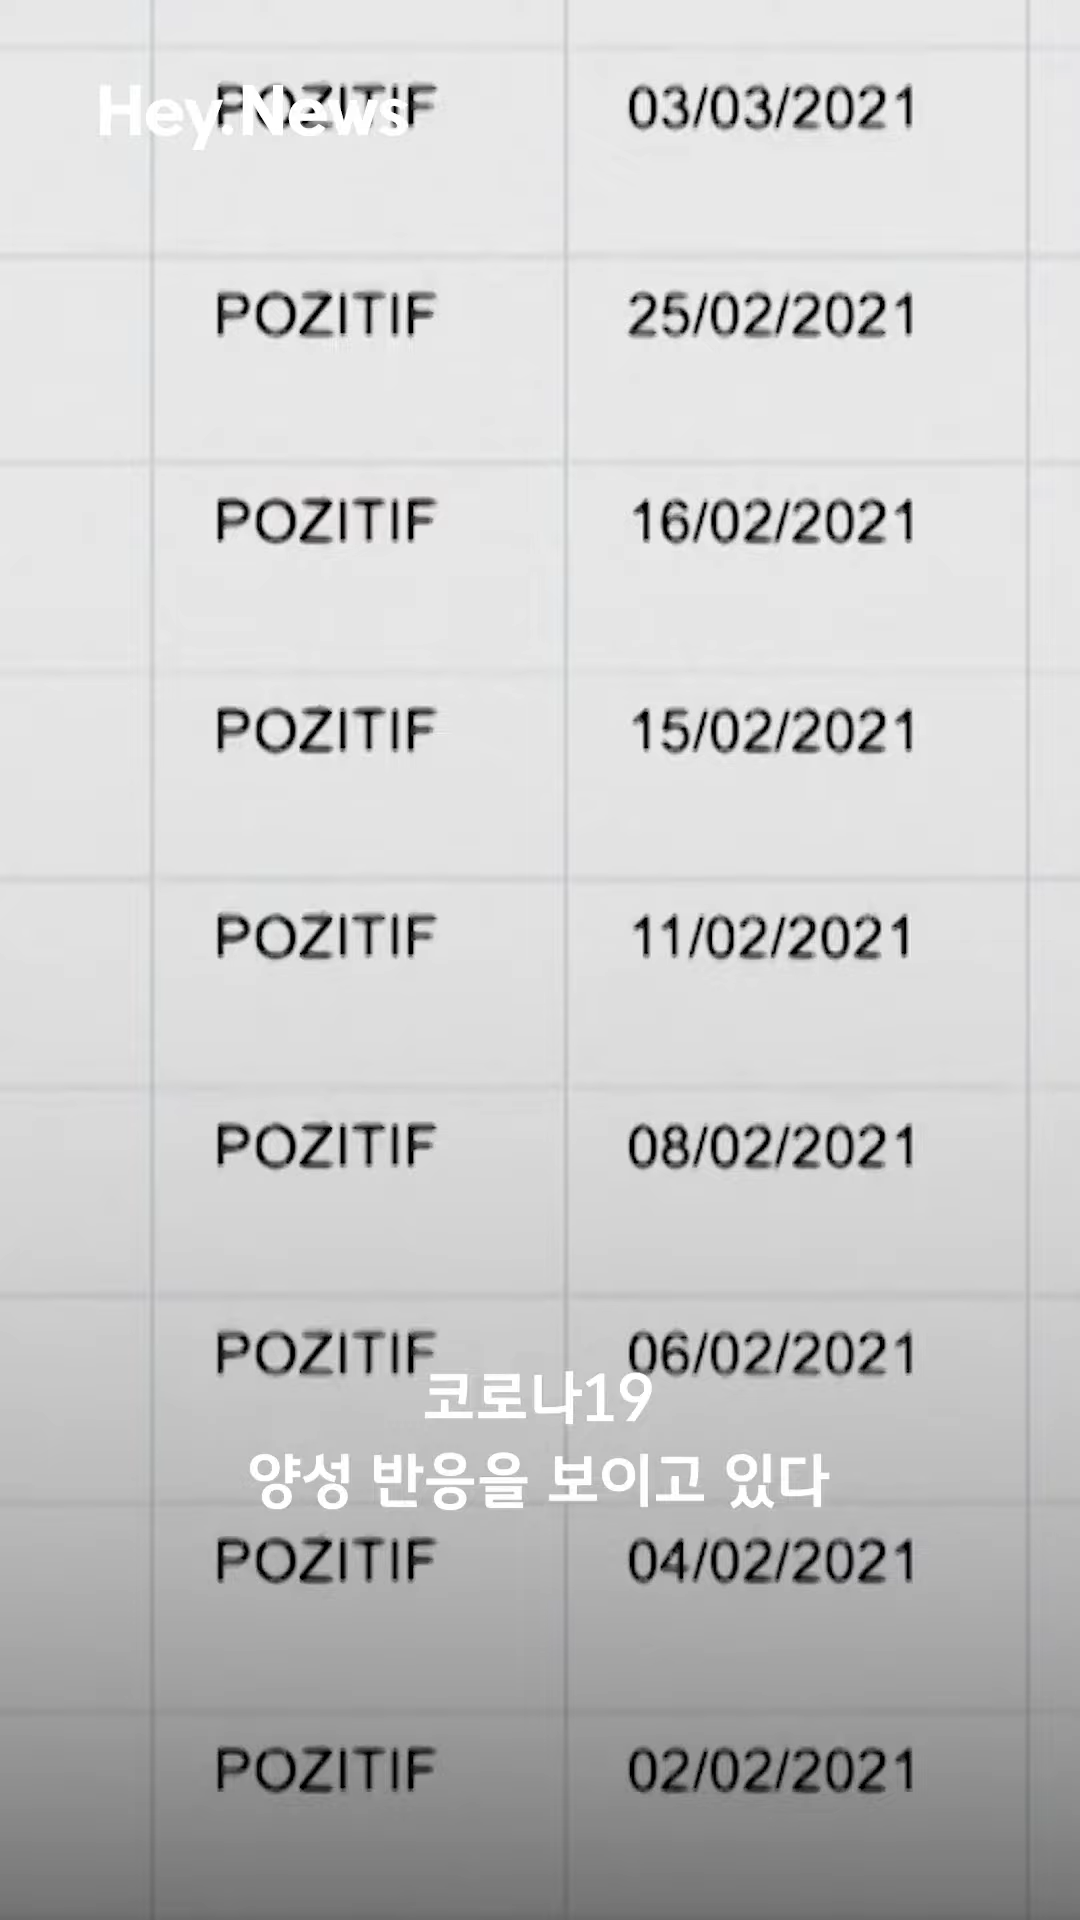 Hey.News
POZITIF 03/03/2021
POZITIF 25/02/2021
POZITIF 16/02/2021
POZITIF 15/02/2021
POZITIF 11/02/2021
POZITIF 08/02/2021
POZITIF 06/02/2021
코로나19
양성 반응을 보이고 있다
POZITIF 04/02/2021
POZITIF 02/02/2021